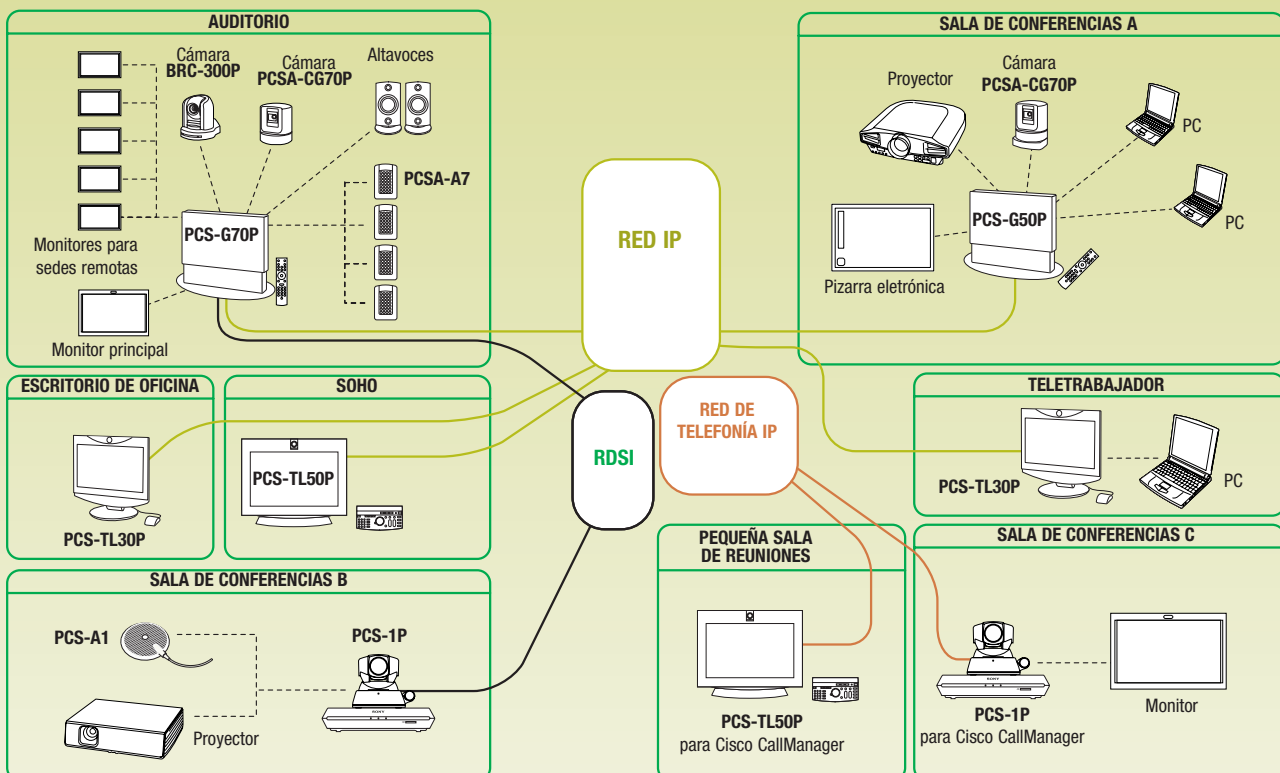 AUDITORIO
Cámara
BRC-300P
Cámara
PCSA-CG70P
Altavoces
PCSA-A7
PCS-G70P
Monitores para
sedes remotas
Monitor principal
SALA DE CONFERENCIAS A
Proyector
Cámara
PCSA-CG70P
PC
PC
PCS-G50P
Pizarra eletrónica
RED IP
ESCRITORIO DE OFICINA
PCS-TL30P
SOHO
PCS-TL50P
RDSI
RED DE
TELEFONÍA IP
TELETRABAJADOR
PCS-TL30P
PC
SALA DE CONFERENCIAS B
PCS-A1
PCS-1P
SONY
Proyector
PEQUEÑA SALA
DE REUNIONES
PCS-TL50P
para Cisco CallManager
SALA DE CONFERENCIAS C
SONY
PCS-1P
para Cisco CallManager
Monitor